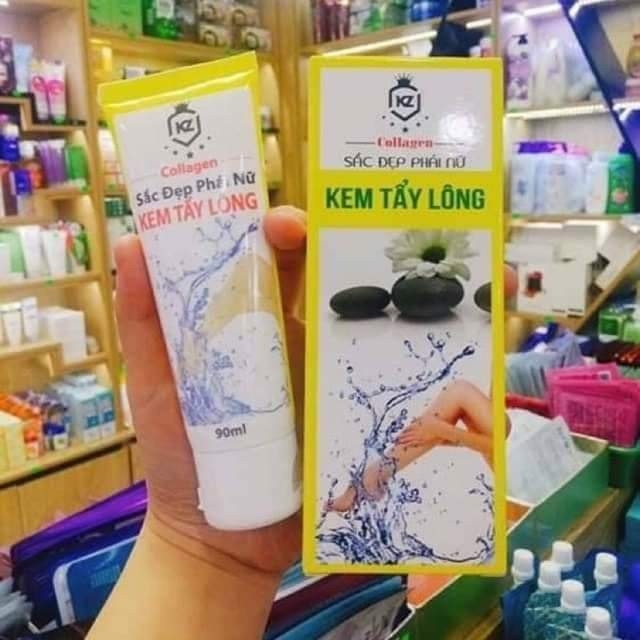 KZ
Collagen
Sắc Đẹp Phái Nữ
KEM TẨY LÔNG
90ml
KZ
Collagen
SẮC ĐẸP PHÁI NỮ
KEM TẨY LÔNG